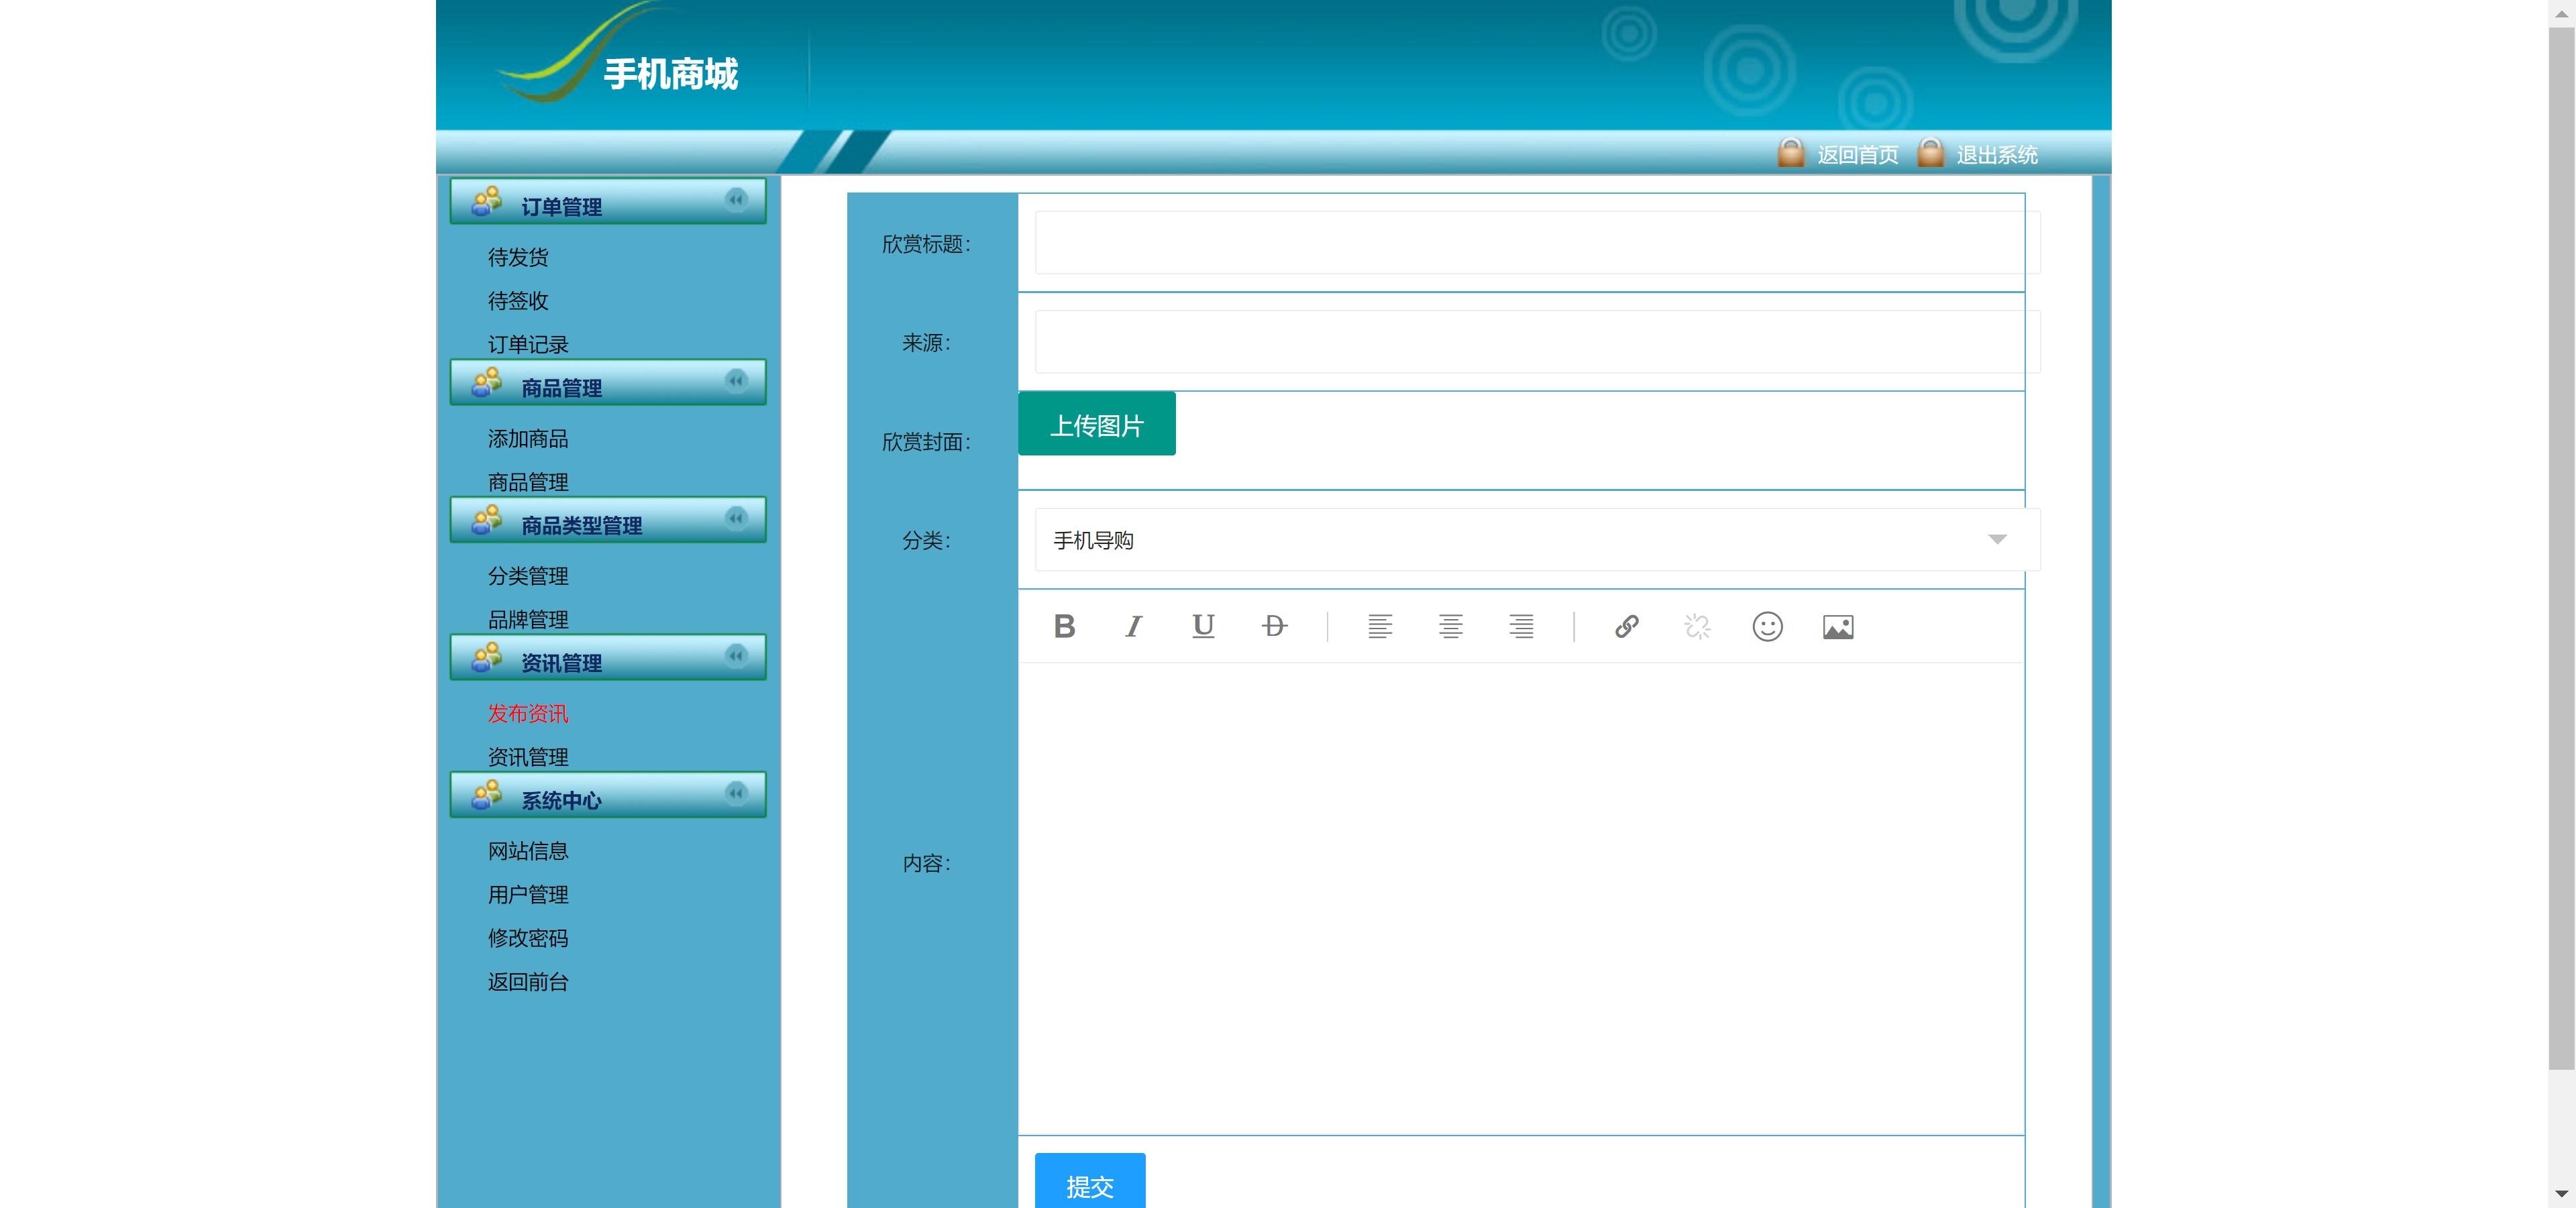 手机商城
返回首页
退出系统
订单管理
待发货
待签收
订单记录
商品管理
添加商品
商品管理
商品类型管理
分类管理
品牌管理
资讯管理
发布资讯
资讯管理
系统中心
网站信息
用户管理
修改密码
返回前台
欣赏标题：
来源：
欣赏封面：
上传图片
分类：
手机导购
内容：
提交